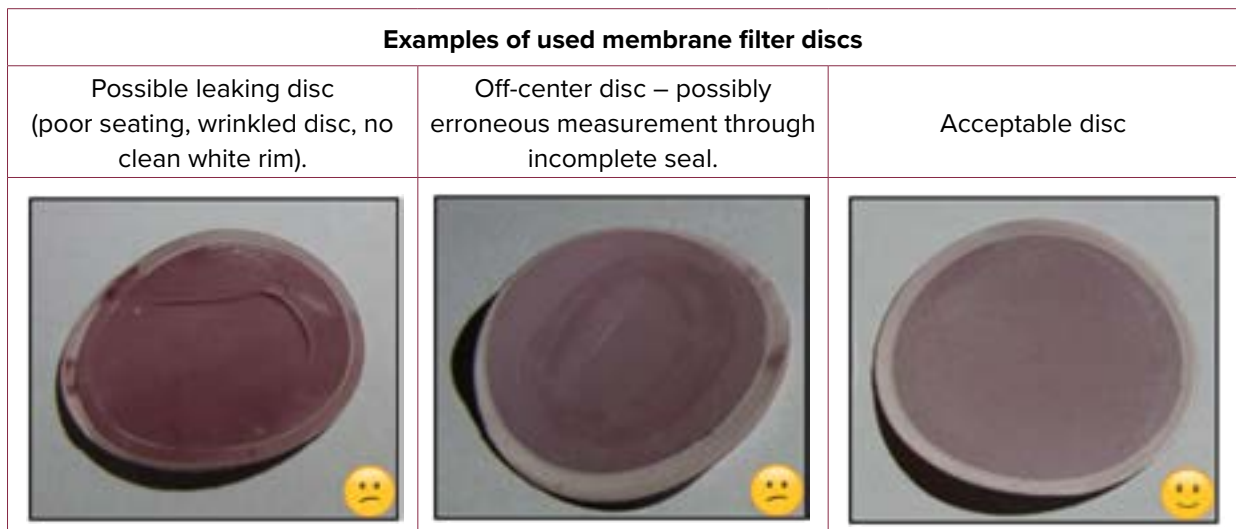 Examples of used membrane filter discs
Possible leaking disc
(poor seating, wrinkled disc, no
clean white rim).
Off-center disc – possibly
erroneous measurement through
incomplete seal.
Acceptable disc